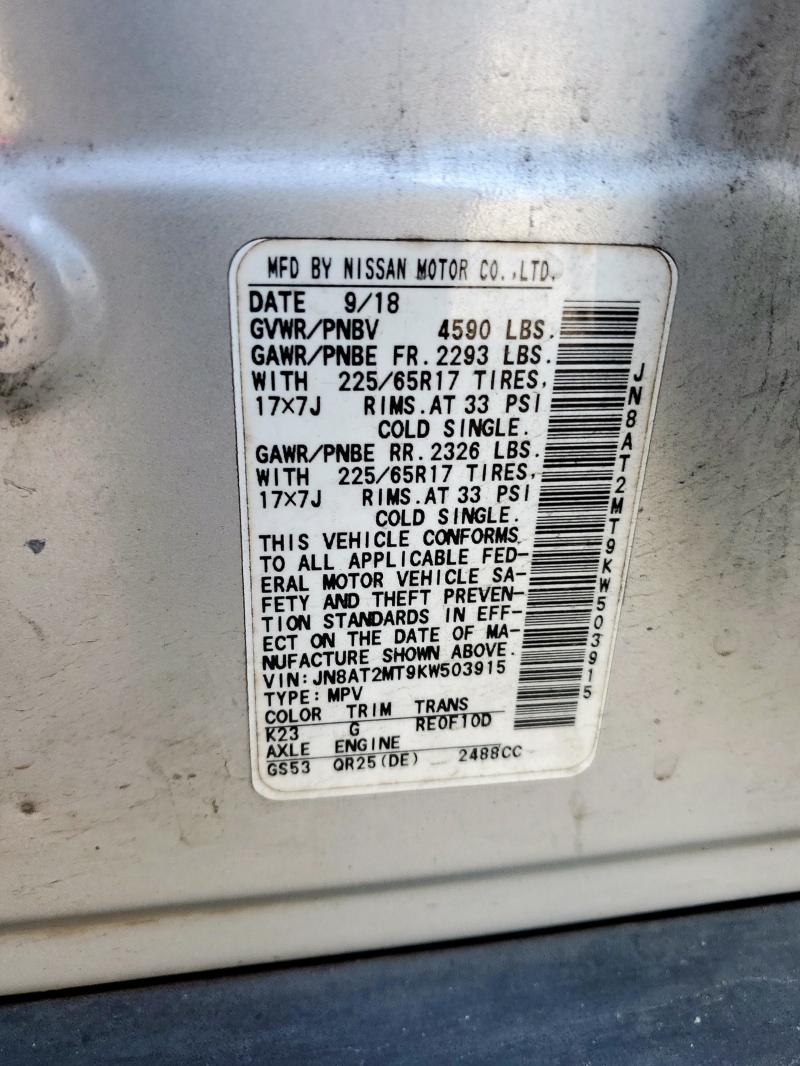 MFD BY NISSAN MOTOR CO.,LTD.
DATE 9/18
GVWR/PNBV 4590 LBS.
GAWR/PNBE FR. 2293 LBS.
WITH 225/65R17 TIRES,
17×7J RIMS.AT 33 PSI
COLD SINGLE.
GAWR/PNBE RR. 2326 LBS.
WITH 225/65R17 TIRES,
17×7J RIMS.AT 33 PSI
COLD SINGLE.
THIS VEHICLE CONFORMS
TO ALL APPLICABLE FED-
ERAL MOTOR VEHICLE SA-
FETY AND THEFT PREVEN-
TION STANDARDS IN EFF-
ECT ON THE DATE OF MA-
NUFACTURE SHOWN ABOVE.
VIN:JN8AT2MT9KW503915
TYPE:MPV
COLOR TRIM TRANS
K23 G RE0F10D
AXLE ENGINE
GS53 QR25(DE) 2488CC
JN8AT2MT9KW503915